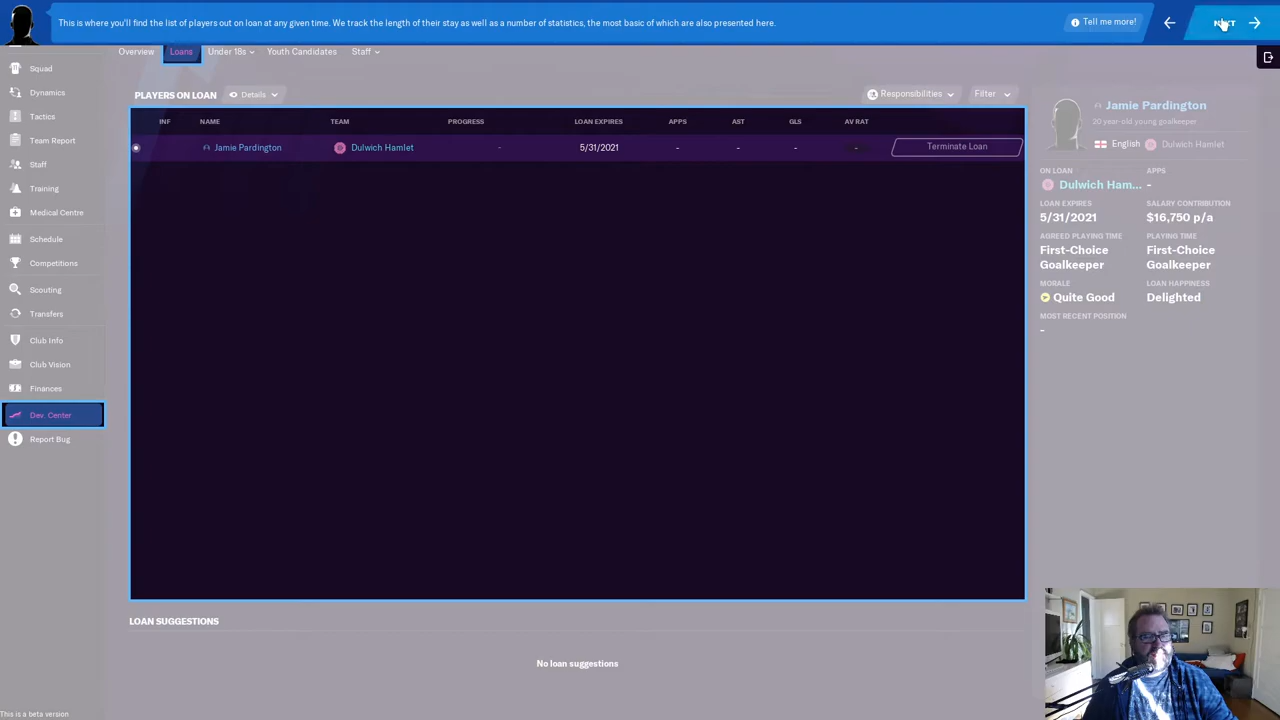 This is where you'll find the list of players out on loan at any given time. We track the length of their stay as well as a number of statistics, the most basic of which are also presented here.
Tell me more!
NEXT
Overview
Loans
Under 18s
Youth Candidates
Staff
Squad
Dynamics
Tactics
Team Report
Staff
Training
Medical Centre
Schedule
Competitions
Scouting
Transfers
Club Info
Club Vision
Finances
Dev. Center
Report Bug
This is a beta version
PLAYERS ON LOAN
Details
Responsibilities
Filter
INF NAME TEAM PROGRESS LOAN EXPIRES APPS AST GLS AV RAT
Jamie Pardington Dulwich Hamlet - 5/31/2021 - - - - Terminate Loan
LOAN SUGGESTIONS
No loan suggestions
Jamie Pardington
20 year-old young goalkeeper
English Dulwich Hamlet
ON LOAN APPS
Dulwich Ham... -
LOAN EXPIRES SALARY CONTRIBUTION
5/31/2021 $16,750 p/a
AGREED PLAYING TIME PLAYING TIME
First-Choice First-Choice
Goalkeeper Goalkeeper
MORALE LOAN HAPPINESS
Quite Good Delighted
MOST RECENT POSITION
-